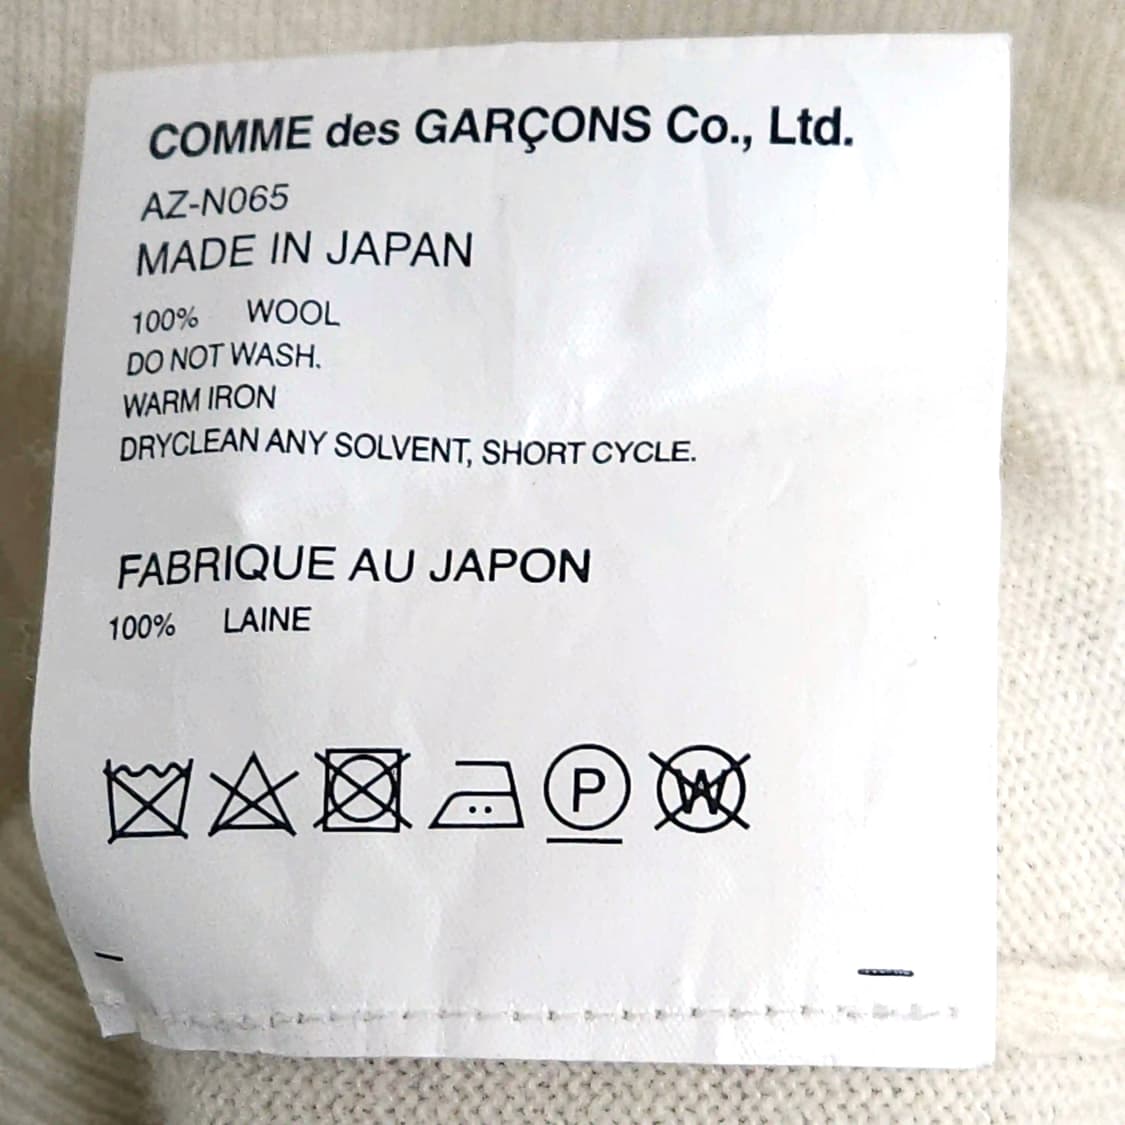 COMME des GARÇONS Co., Ltd.
AZ-N065
MADE IN JAPAN
100% WOOL
DO NOT WASH.
WARM IRON
DRYCLEAN ANY SOLVENT, SHORT CYCLE.
FABRIQUE AU JAPON
100% LAINE
P W